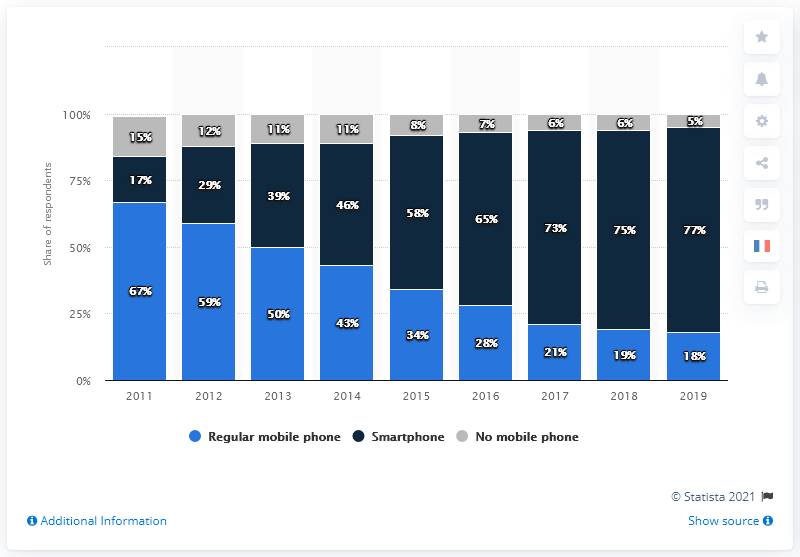 100%
75%
50%
25%
0%
Share of respondents
15% 12% 11% 11% 8% 7% 6% 6% 5%
17% 29% 39% 46% 58% 65% 73% 75% 77%
67% 59% 50% 43% 34% 28% 21% 19% 18%
2011 2012 2013 2014 2015 2016 2017 2018 2019
Regular mobile phone Smartphone No mobile phone
© Statista 2021
Additional Information Show source